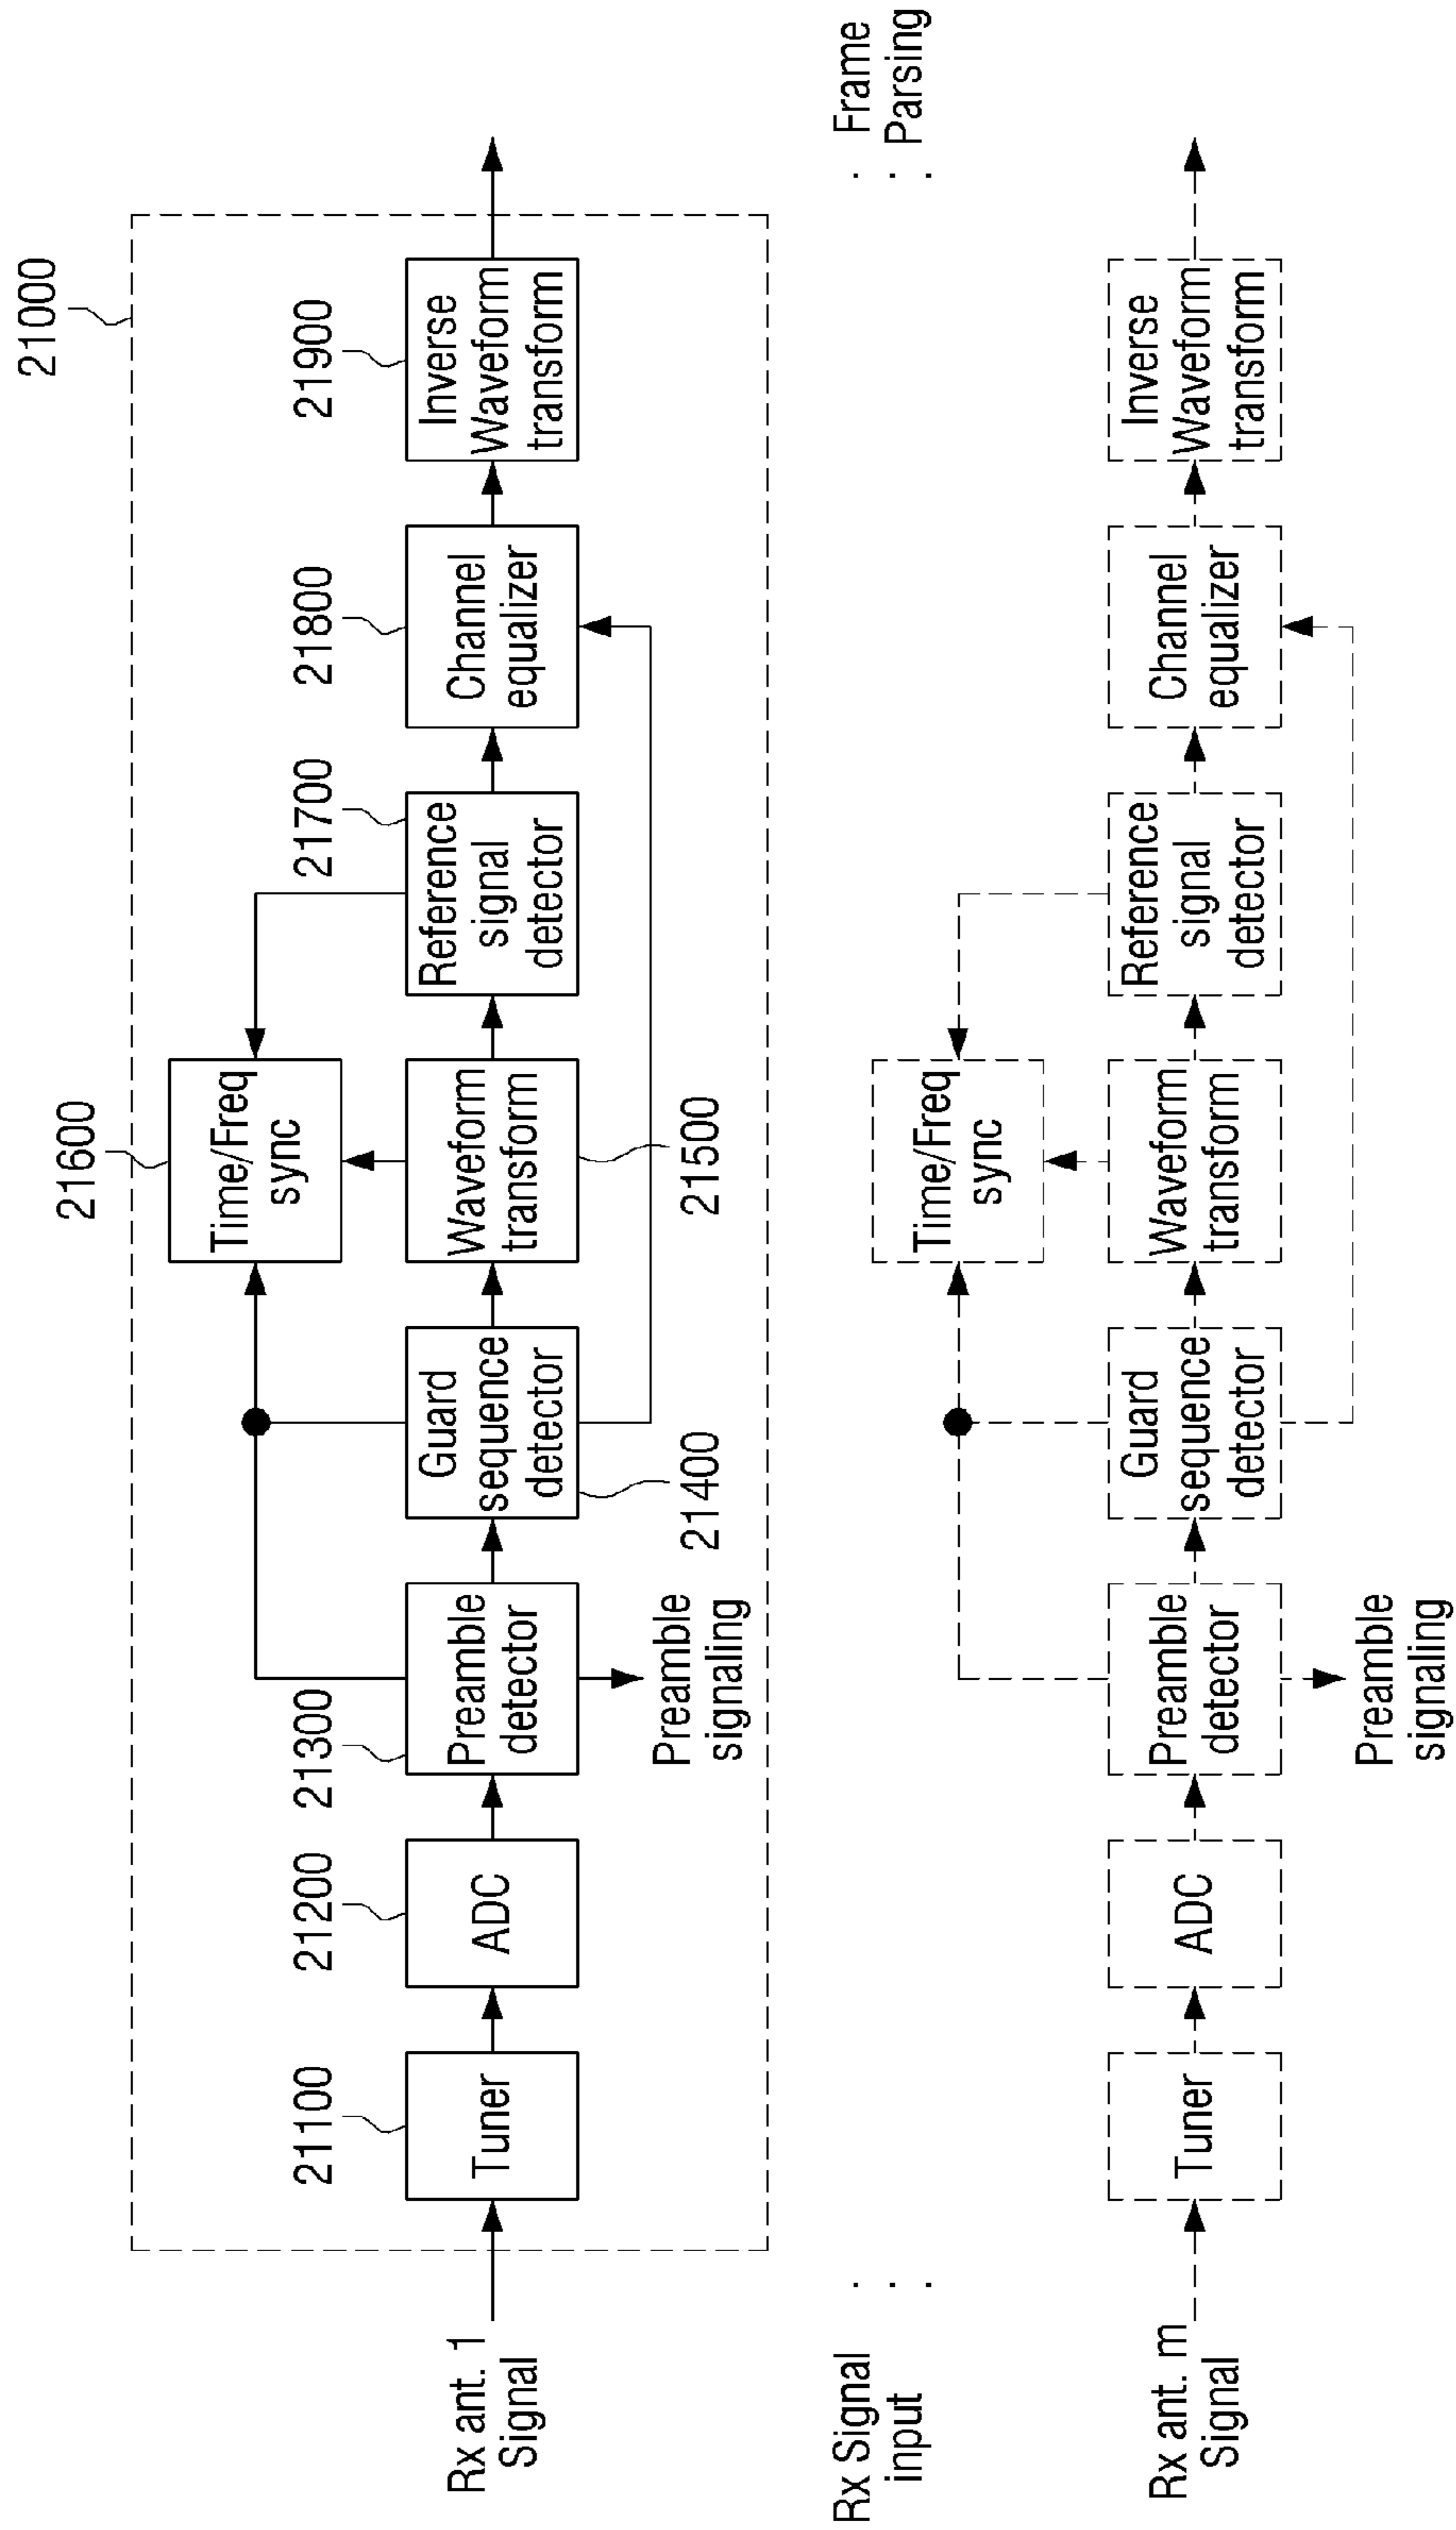 21000
21600
Time/Freq
sync
21100
21200
21300
21700
21800
21900
Rx ant. 1
Signal
Tuner
ADC
Preamble
detector
Guard
sequence
detector
Waveform
transform
Reference
signal
detector
Channel
equalizer
Inverse
Waveform
transform
Preamble
signaling
21400
21500
Rx Signal
input
.
.
.
.
.
.
Frame
Parsing
Time/Freq
sync
Rx ant. m
Signal
Tuner
ADC
Preamble
detector
Guard
sequence
detector
Waveform
transform
Reference
signal
detector
Channel
equalizer
Inverse
Waveform
transform
Preamble
signaling